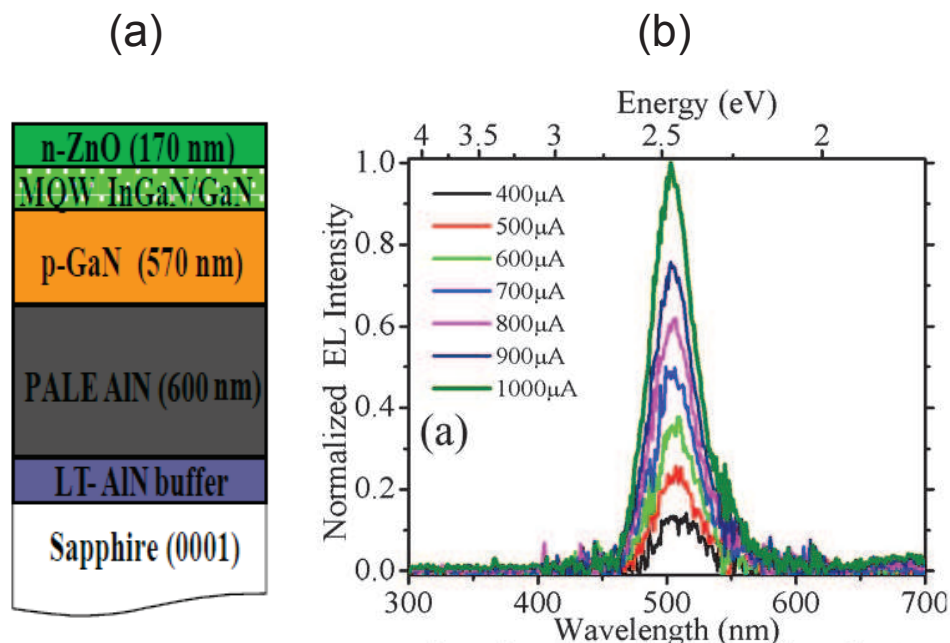 (a)
n-ZnO (170 nm)
MQW InGaN/GaN
p-GaN (570 nm)
PALE AlN (600 nm)
LT- AlN buffer
Sapphire (0001)
(b)
Energy (eV)
4 3.5 3 2.5 2
1.0
0.8
0.6
0.4
0.2
0.0
Normalized EL Intensity
400μA
500μA
600μA
700μA
800μA
900μA
1000μA
(a)
300 400 500 600 700
Wavelength (nm)